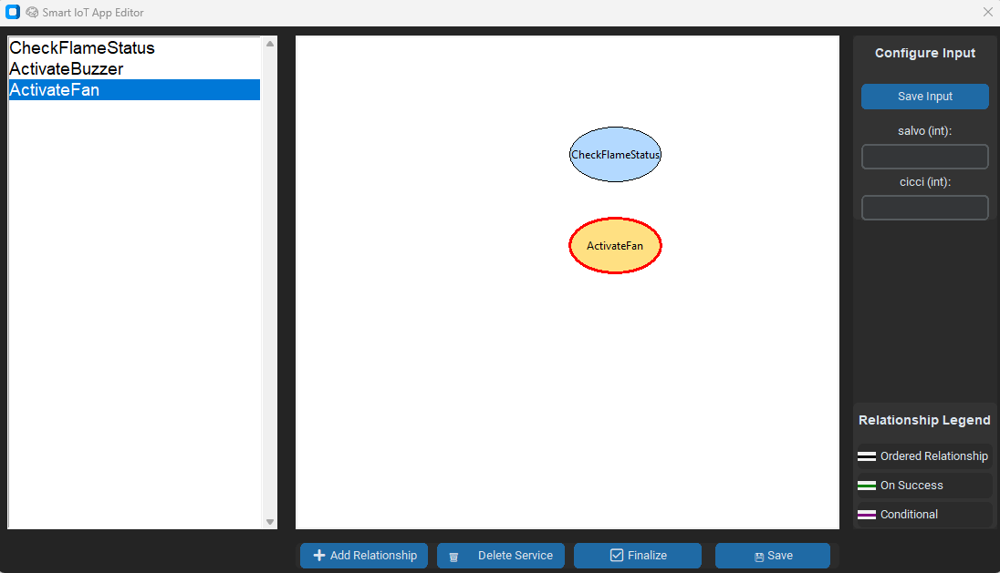 Smart IoT App Editor
CheckFlameStatus
ActivateBuzzer
ActivateFan
CheckFlameStatus
ActivateFan
Configure Input
Save Input
salvo (int):
cicci (int):
Relationship Legend
Ordered Relationship
On Success
Conditional
Add Relationship
Delete Service
Finalize
Save